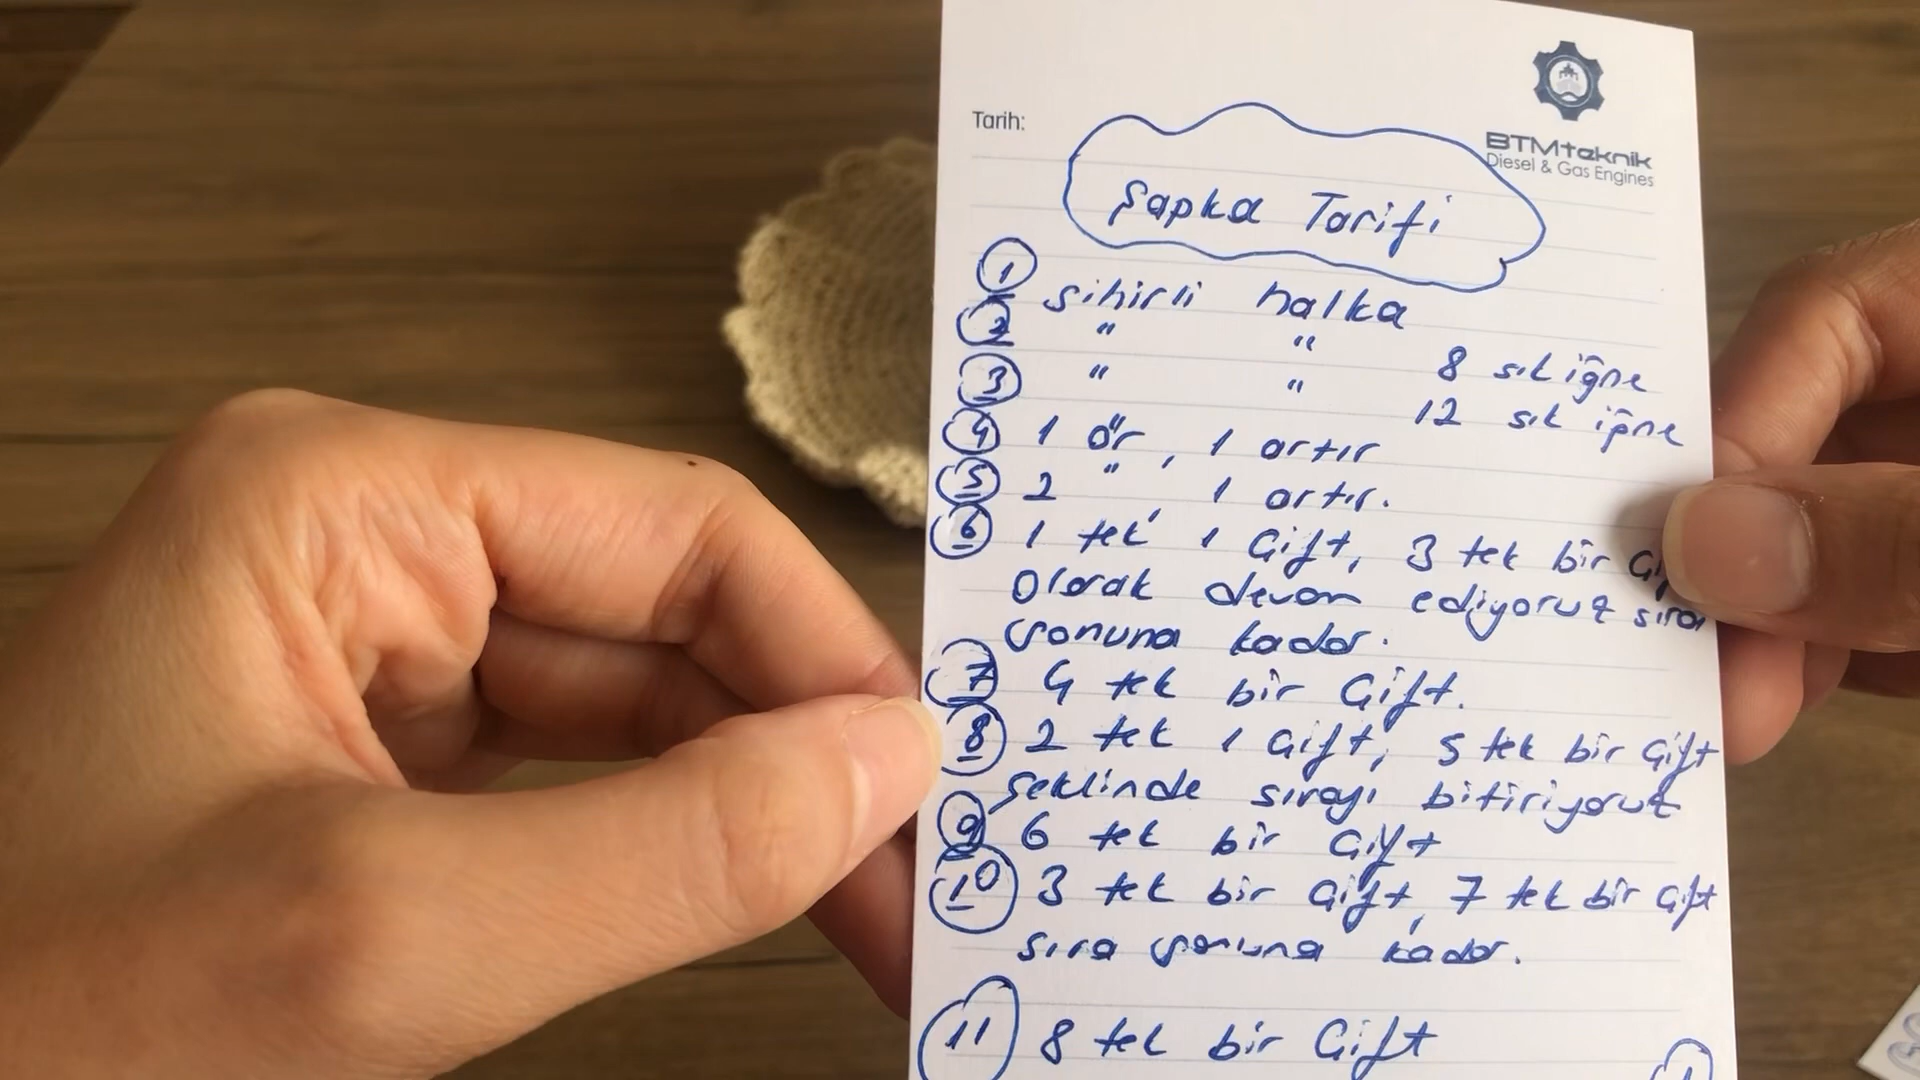 BTMteknik
Diesel & Gas Engines
Tarih:
Şapka Tarifi
1 sihirli halka
2 " " 8 sık iğne
3 " " 12 sık iğne
4 1 ör, 1 artır
5 2 ", 1 artır.
6 1 tek 1 Çift, 3 tek bir
olarak devam ediyoruz sıra
sonuna kadar.
7 4 tek bir Çift.
8 2 tek 1 Çift, 5 tek bir Çift
şeklinde sırayı bitiriyoruz
9 6 tek bir Çift
10 3 tek bir Çift, 7 tek bir Çift
sıra sonuna kadar.
11 8 tek bir Çift